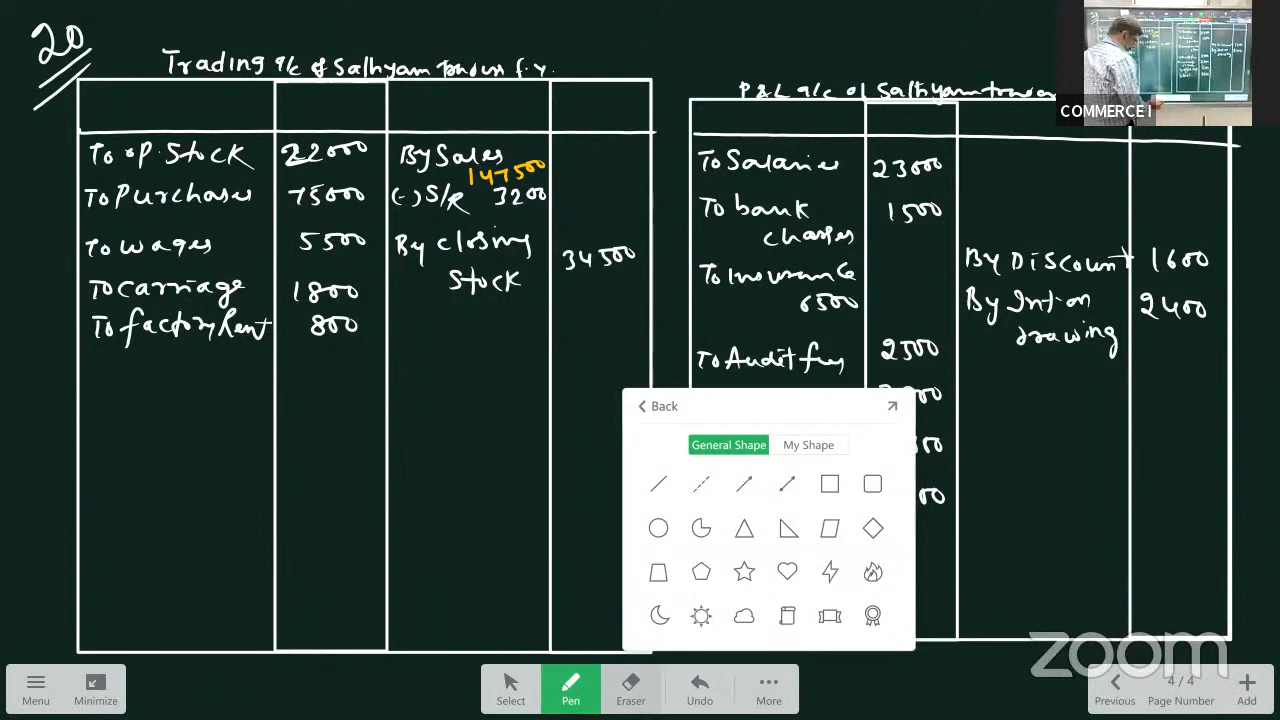 20
Trading a/c of Sathyam
P&L a/c of Sathyam
COMMERCE I
To op. Stock 22000 By Sales
147500
To Purchases 75000 (-) S/R 3200
To wages 5500 By closing
Stock 34500
To carriage 1800
To factory Rent 800
To Salaries 23000
To bank
charges 1500
To Insurance
6500
To Audit fees 2500
By Discount 1600
By Int on
drawing 2400
Back
General Shape My Shape
zoom
Menu Minimize Select Pen Eraser Undo More Previous 4/4 Page Number Add